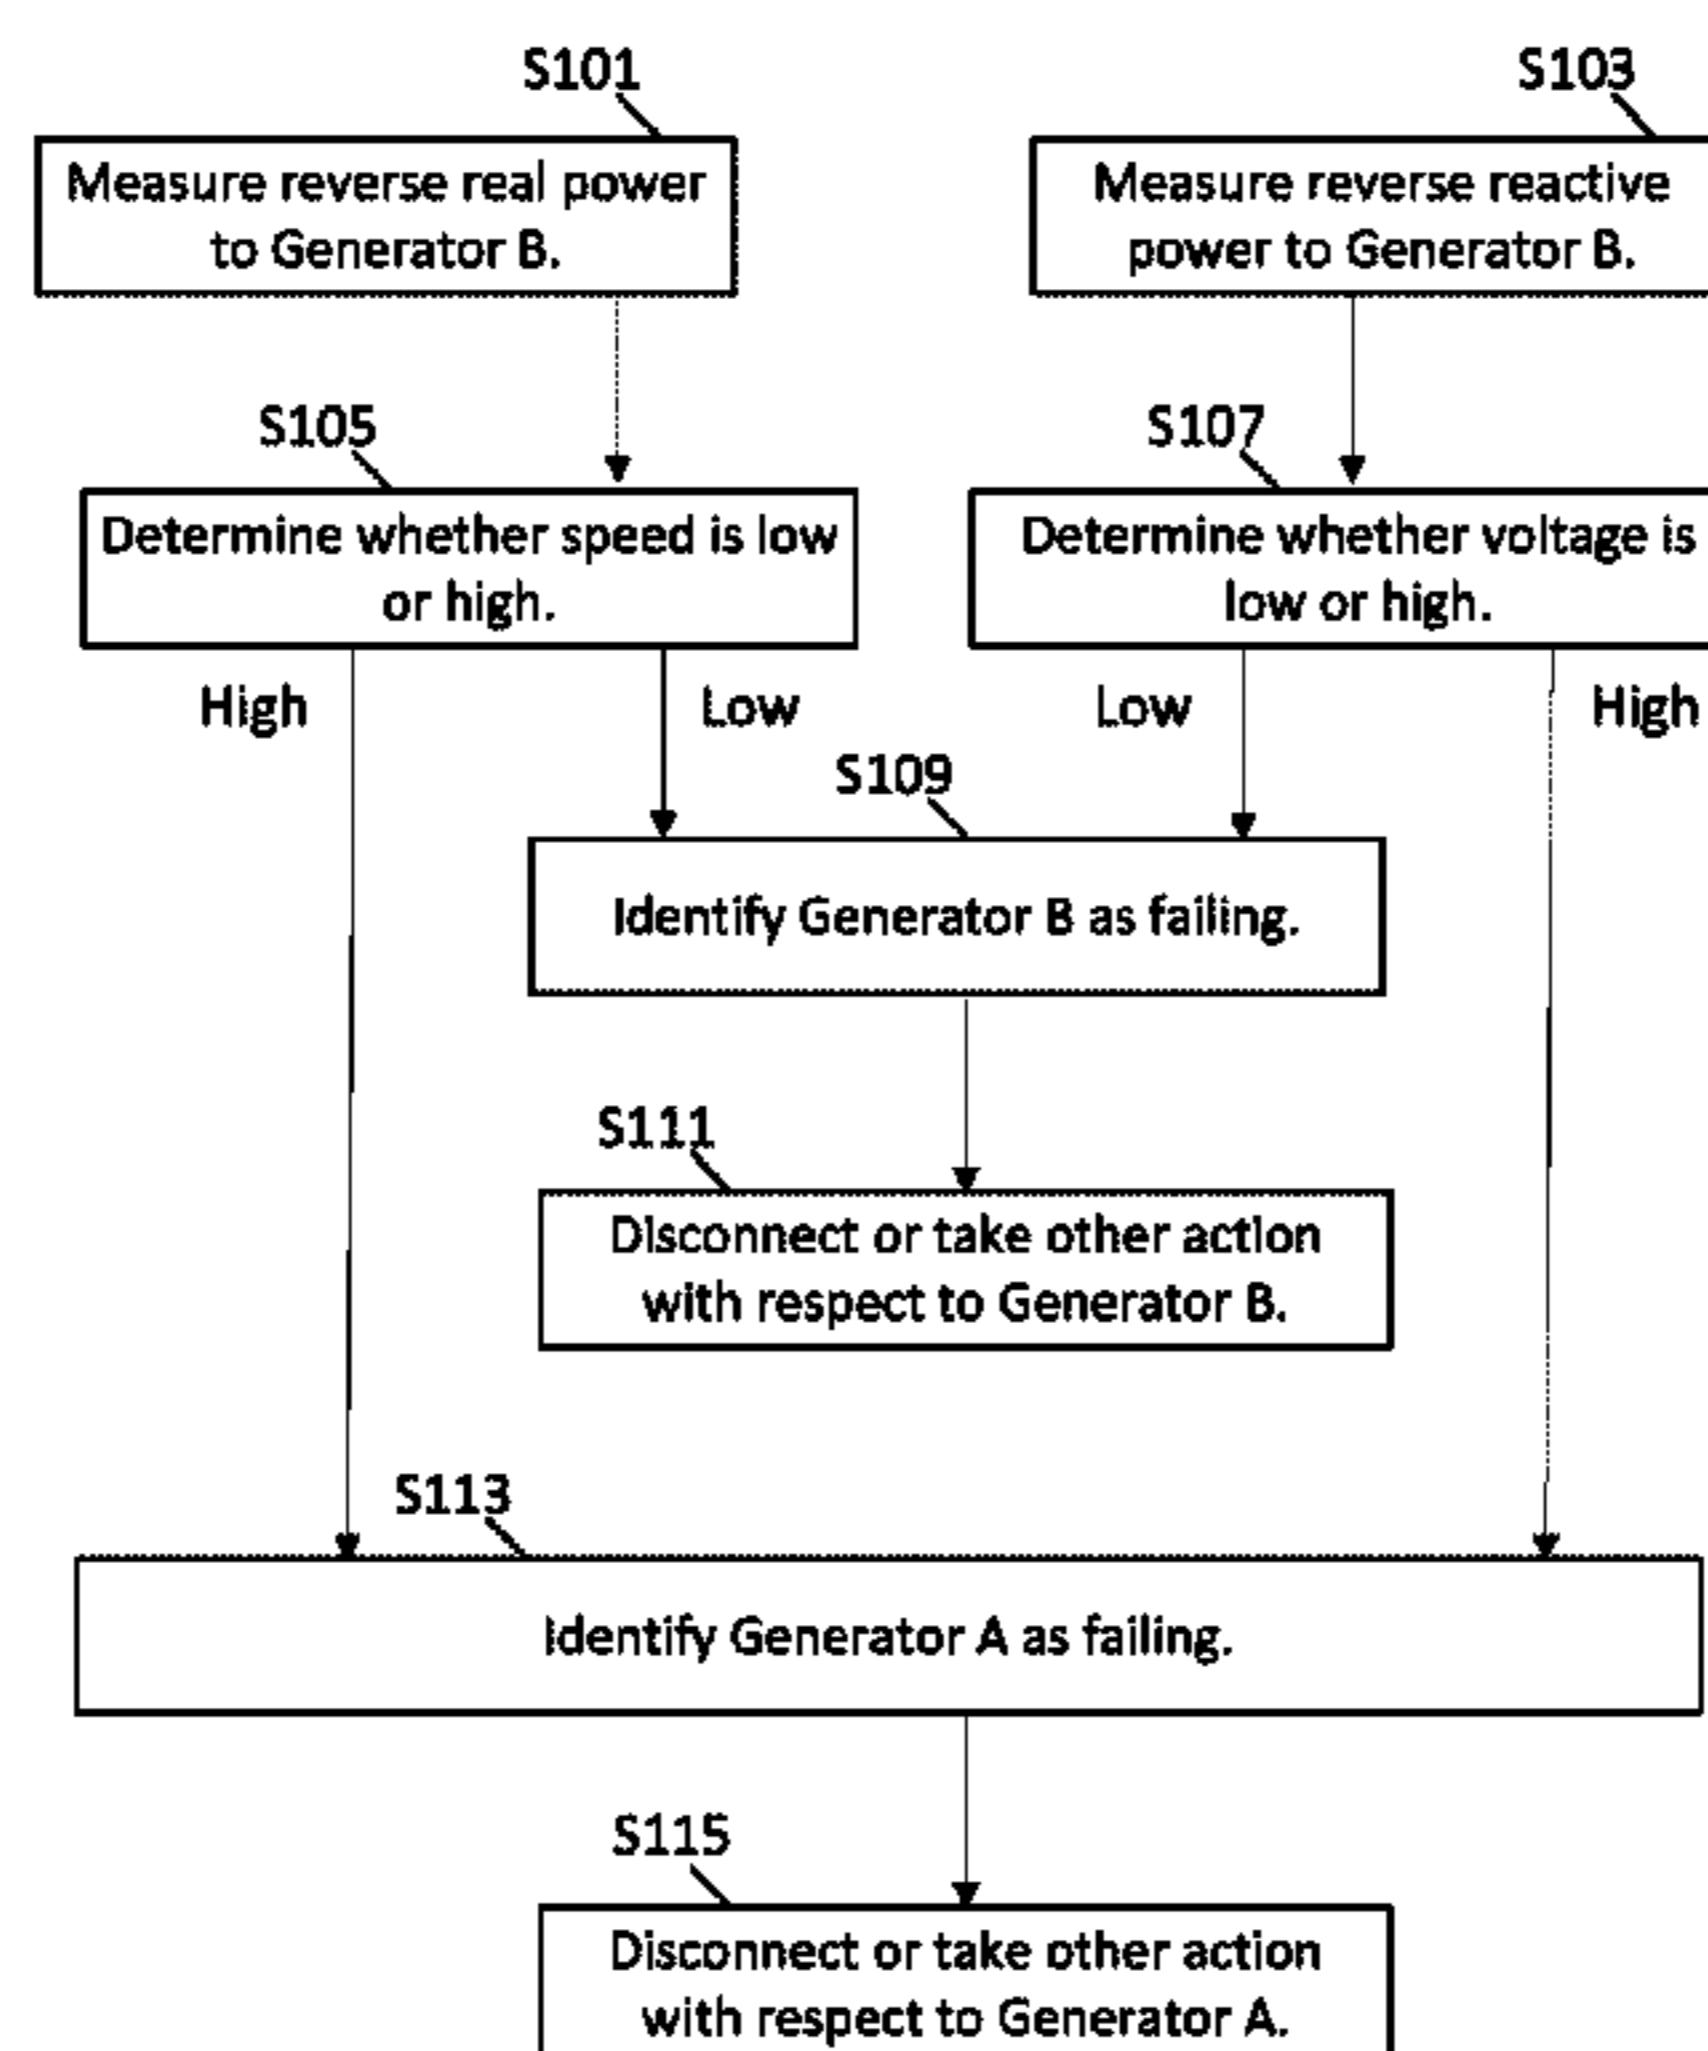 S101
S103
Measure reverse real power
to Generator B.
Measure reverse reactive
power to Generator B.
S105
S107
Determine whether speed is low
or high.
Determine whether voltage is
low or high.
High
Low
Low
High
S109
Identify Generator B as failing.
S111
Disconnect or take other action
with respect to Generator B.
S113
Identify Generator A as failing.
S115
Disconnect or take other action
with respect to Generator A.